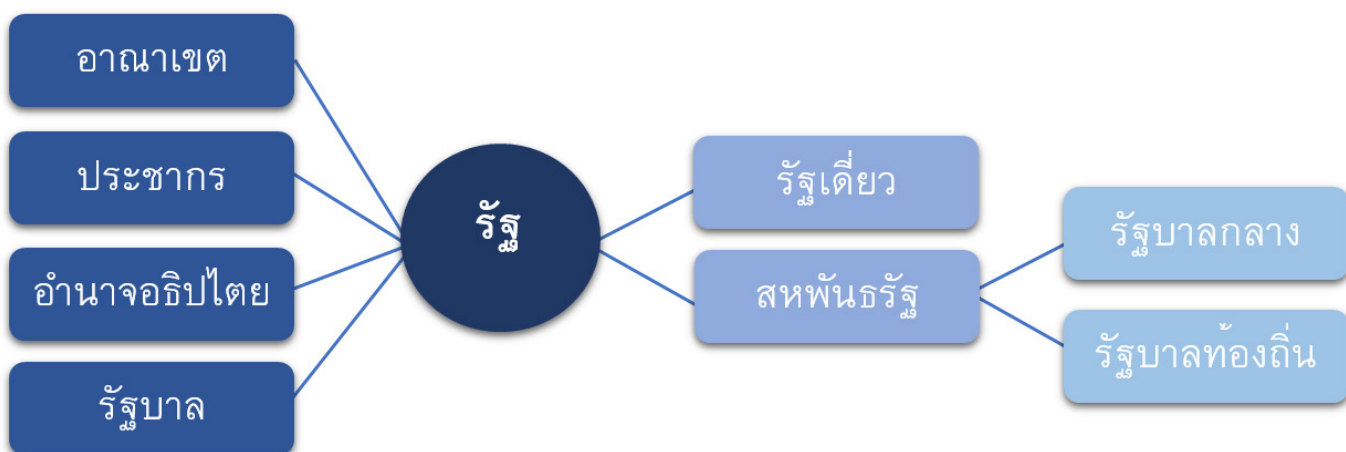 อาณาเขต
ประชากร
อำนาจอธิปไตย
รัฐบาล
รัฐ
รัฐเดี่ยว
สหพันธรัฐ
รัฐบาลกลาง
รัฐบาลท้องถิ่น